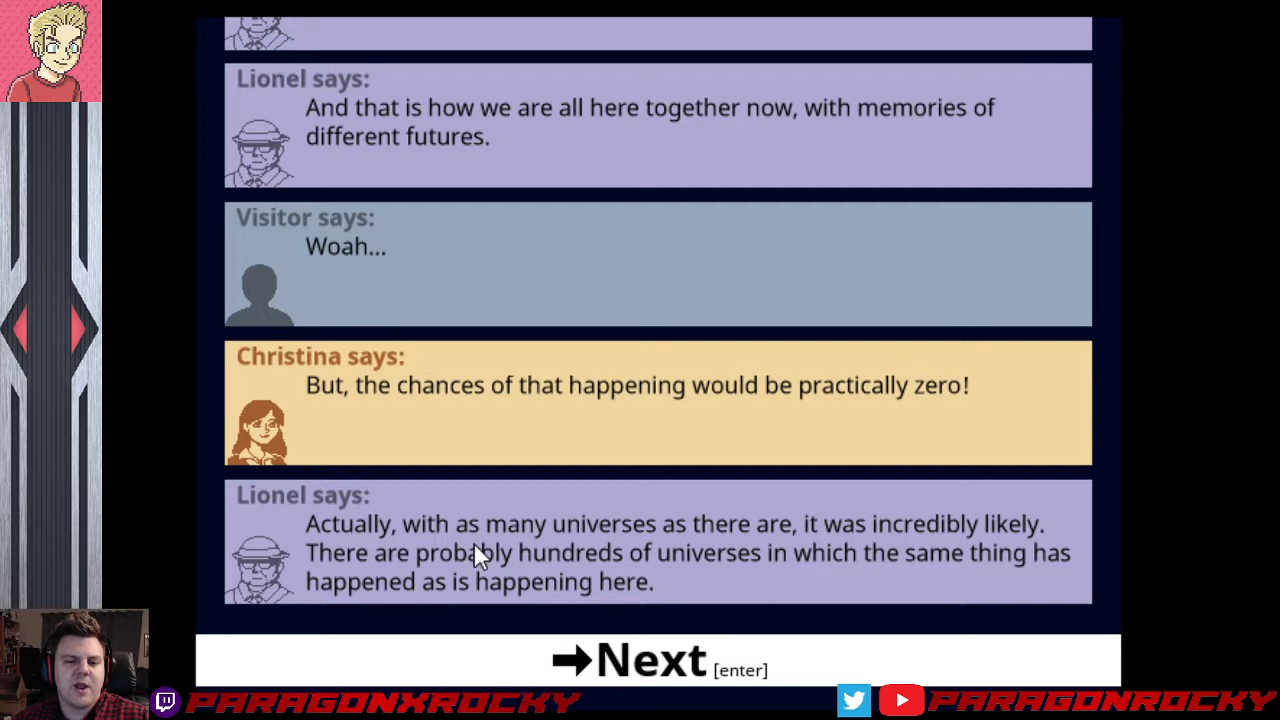 Lionel says:
And that is how we are all here together now, with memories of
different futures.
Visitor says:
Woah...
Christina says:
But, the chances of that happening would be practically zero!
Lionel says:
Actually, with as many universes as there are, it was incredibly likely.
There are probably hundreds of universes in which the same thing has
happened as is happening here.
➡Next [enter]
PARAGONXROCKY
PARAGONROCKY